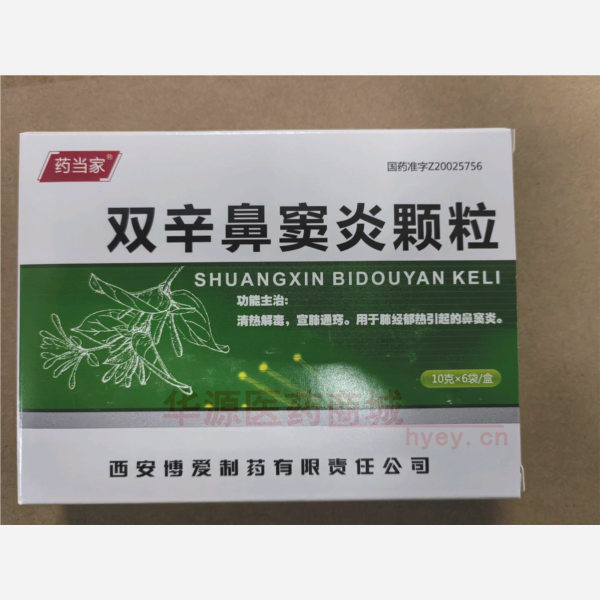 药当家®
国药准字Z20025756
双辛鼻窦炎颗粒
SHUANGXIN BIDOUYAN KELI
功能主治:
清热解毒，宣肺通窍。用于肺经郁热引起的鼻窦炎。
10克×6袋/盒
华源医药商城
hyey.cn
西安博爱制药有限责任公司